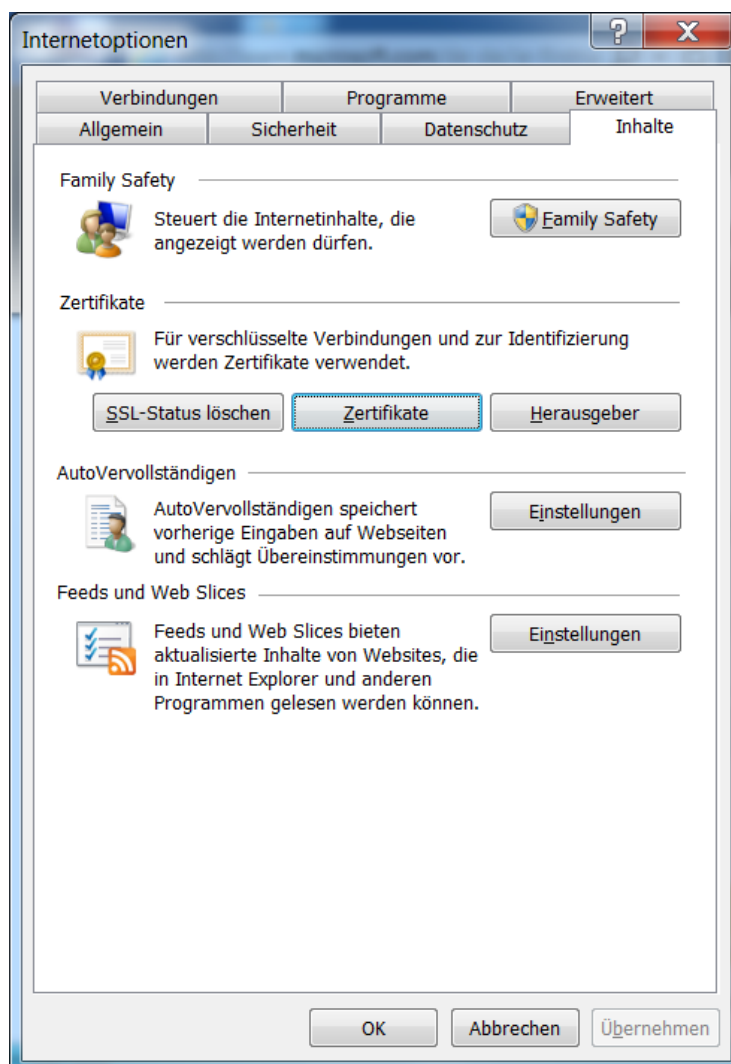 Internetoptionen
Verbindungen Programme Erweitert
Allgemein Sicherheit Datenschutz Inhalte
Family Safety
Steuert die Internetinhalte, die
angezeigt werden dürfen.
Family Safety
Zertifikate
Für verschlüsselte Verbindungen und zur Identifizierung
werden Zertifikate verwendet.
SSL-Status löschen Zertifikate Herausgeber
AutoVervollständigen
AutoVervollständigen speichert
vorherige Eingaben auf Webseiten
und schlägt Übereinstimmungen vor.
Einstellungen
Feeds und Web Slices
Feeds und Web Slices bieten
aktualisierte Inhalte von Websites, die
in Internet Explorer und anderen
Programmen gelesen werden können.
Einstellungen
OK Abbrechen Übernehmen